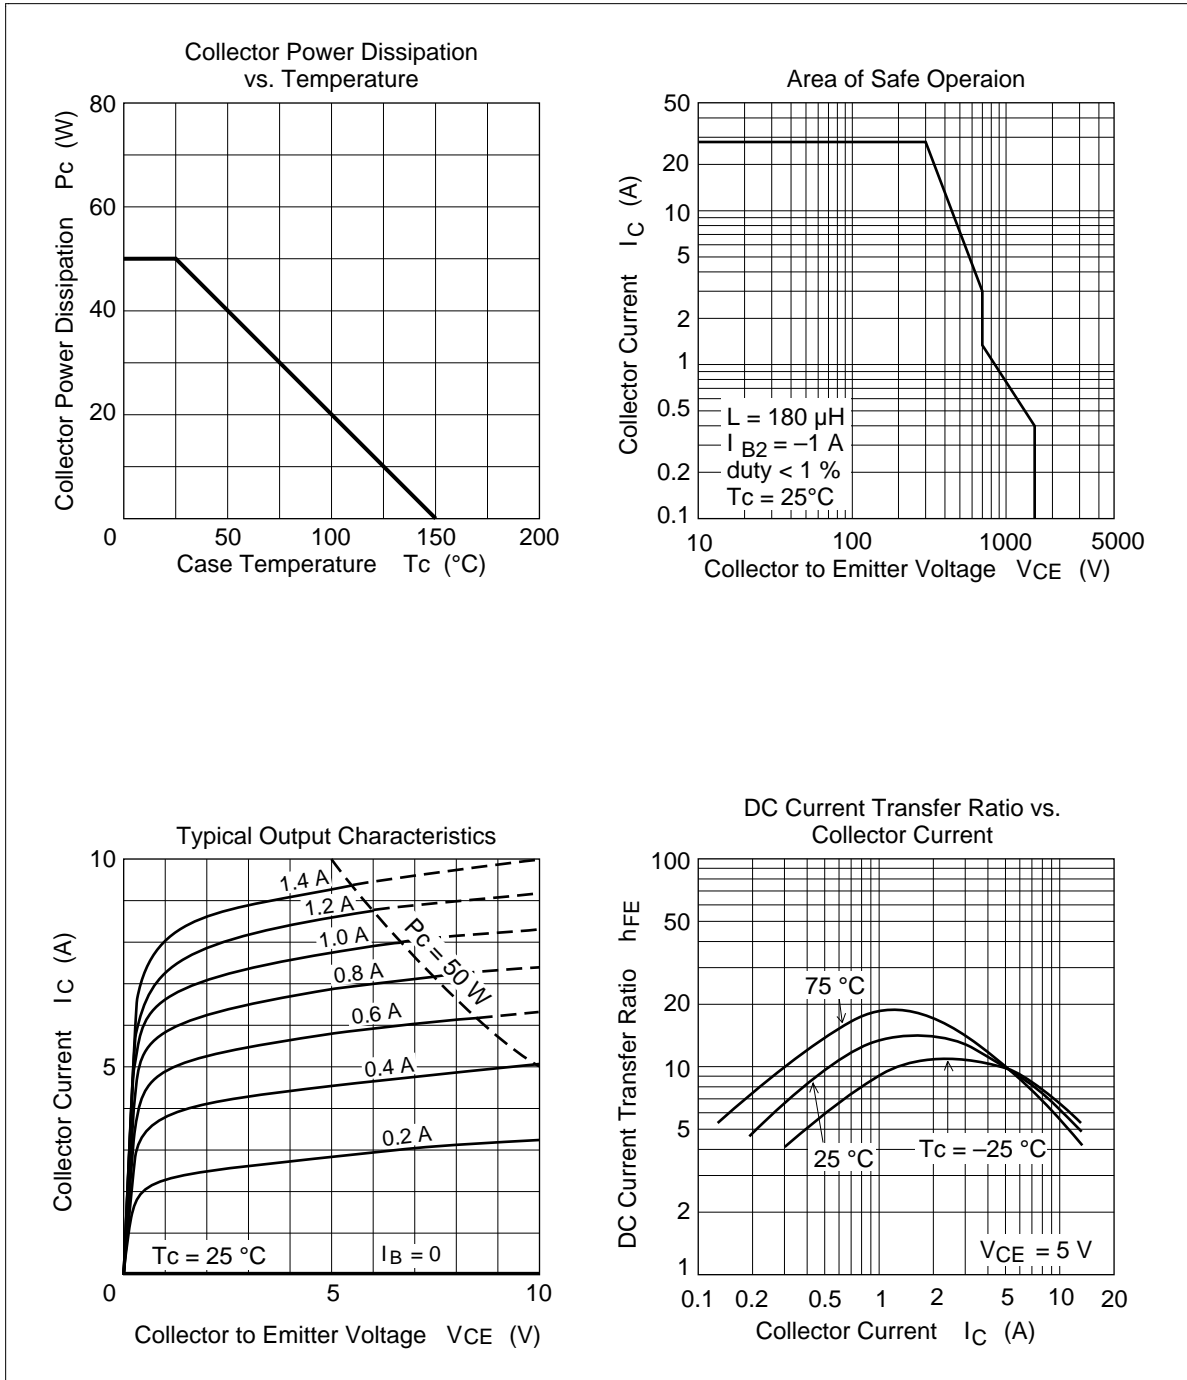 Collector Power Dissipation
vs. Temperature
80
60
40
20
0
50
100
150
200
Collector Power Dissipation Pc (W)
Case Temperature Tc (°C)
Area of Safe Operaion
50
20
10
5
2
1
0.5
0.2
0.1
10
100
1000
5000
Collector Current IC (A)
L = 180 µH
I B2 = –1 A
duty < 1 %
Tc = 25°C
Collector to Emitter Voltage VCE (V)
Typical Output Characteristics
10
5
0
5
10
Collector Current IC (A)
1.4 A
1.2 A
1.0 A
0.8 A
0.6 A
0.4 A
0.2 A
Pc = 50 W
Tc = 25 °C
IB = 0
Collector to Emitter Voltage VCE (V)
DC Current Transfer Ratio vs.
Collector Current
100
50
20
10
5
2
1
0.1
0.2
0.5
1
2
5
10
20
DC Current Transfer Ratio hFE
75 °C
25 °C
Tc = –25 °C
VCE = 5 V
Collector Current IC (A)